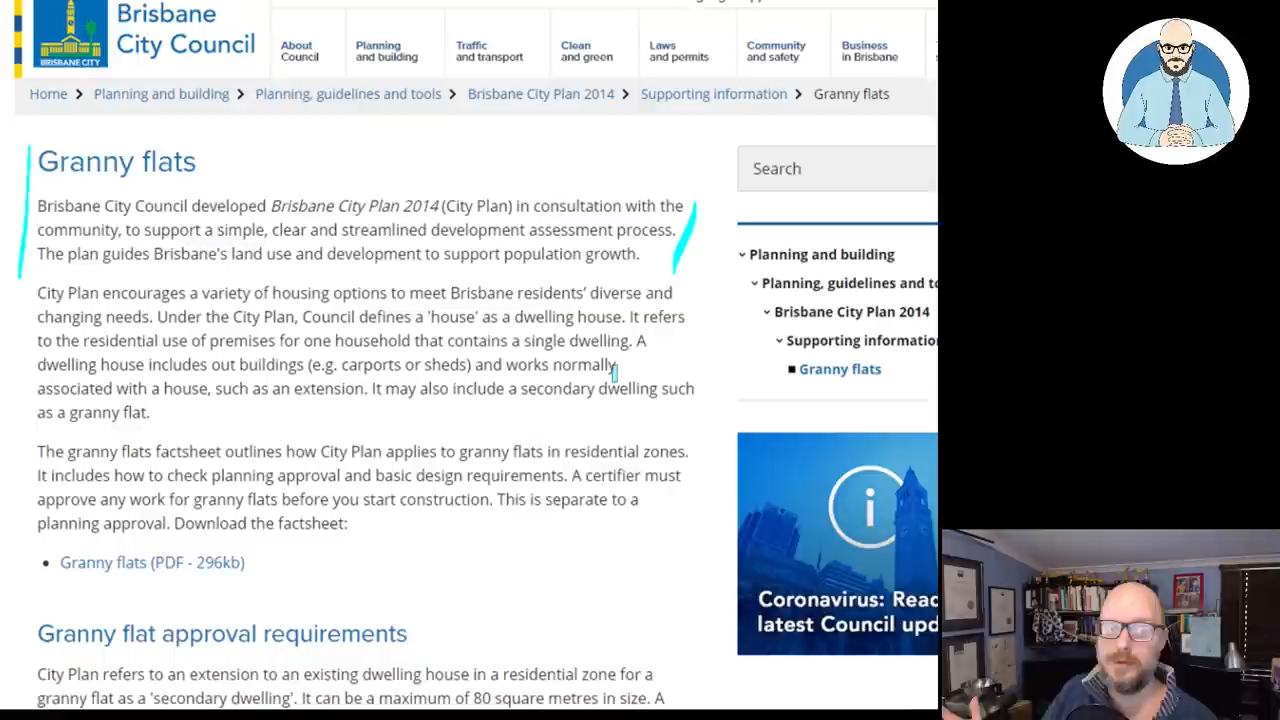 Brisbane
City Council
BRISBANE CITY
About
Council
Planning
and building
Traffic
and transport
Clean
and green
Laws
and permits
Community
and safety
Business
in Brisbane
Home > Planning and building > Planning, guidelines and tools > Brisbane City Plan 2014 > Supporting information > Granny flats
Granny flats
Brisbane City Council developed Brisbane City Plan 2014 (City Plan) in consultation with the
community, to support a simple, clear and streamlined development assessment process.
The plan guides Brisbane's land use and development to support population growth.
City Plan encourages a variety of housing options to meet Brisbane residents’ diverse and
changing needs. Under the City Plan, Council defines a 'house' as a dwelling house. It refers
to the residential use of premises for one household that contains a single dwelling. A
dwelling house includes out buildings (e.g. carports or sheds) and works normally
associated with a house, such as an extension. It may also include a secondary dwelling such
as a granny flat.
The granny flats factsheet outlines how City Plan applies to granny flats in residential zones.
It includes how to check planning approval and basic design requirements. A certifier must
approve any work for granny flats before you start construction. This is separate to a
planning approval. Download the factsheet:
• Granny flats (PDF - 296kb)
Granny flat approval requirements
City Plan refers to an extension to an existing dwelling house in a residential zone for a
granny flat as a 'secondary dwelling'. It can be a maximum of 80 square metres in size. A
Search
Planning and building
Planning, guidelines and to
Brisbane City Plan 2014
Supporting informatio
Granny flats
i
Coronavirus: Read
latest Council upd